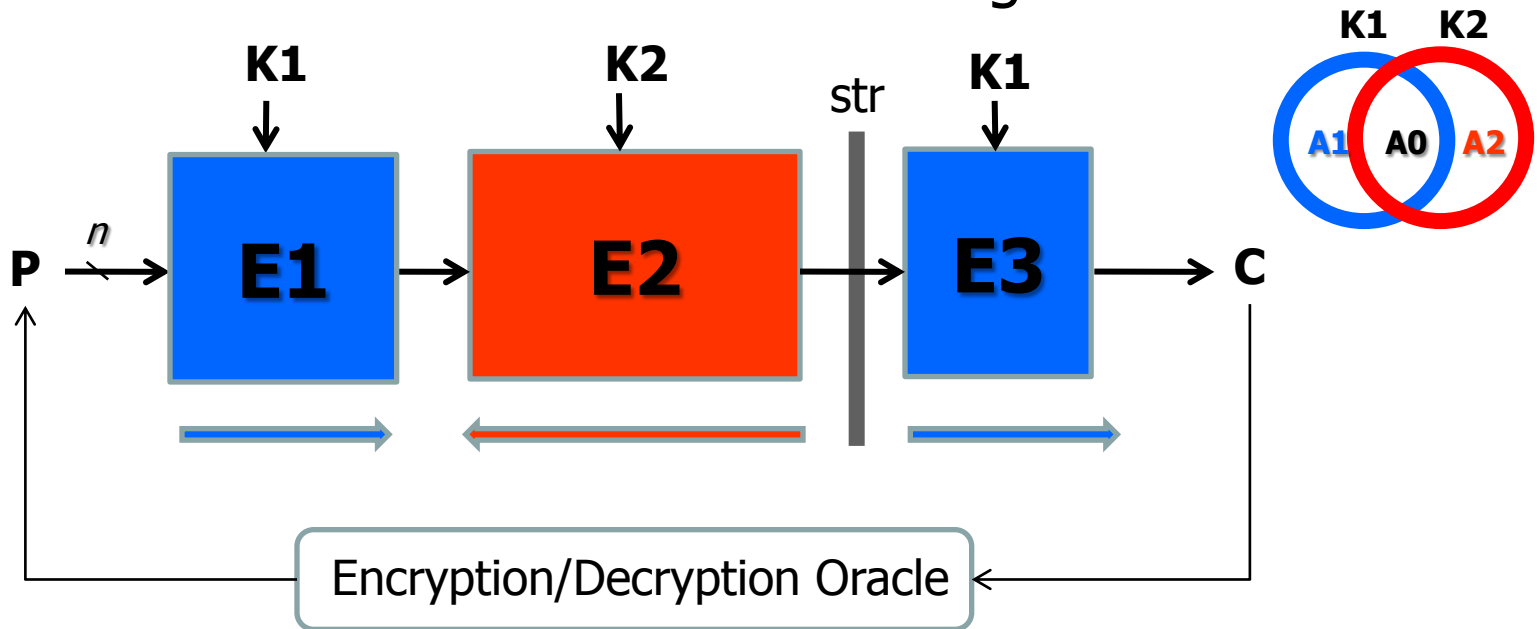 K1 K2
K1 K2 K1
str
A1 A0 A2
n
P E1 E2 E3 C
Encryption/Decryption Oracle